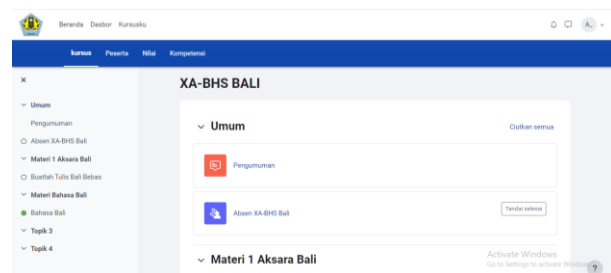 Beranda Dasbor Kursusku
A..
kursus Peserta Nilai Kompetensi
XA-BHS BALI
Umum
Pengumuman
Absen XA-BHS Bali
Materi 1 Aksara Bali
Buatlah Tulis Bali Bebas
Materi Bahasa Bali
Bahasa Bali
Topik 3
Topik 4
Umum
Ciutkan semua
Pengumuman
Absen XA-BHS Bali
Tandai selesai
Materi 1 Aksara Bali
Activate Windows
Go to Settings to activate Windows
?